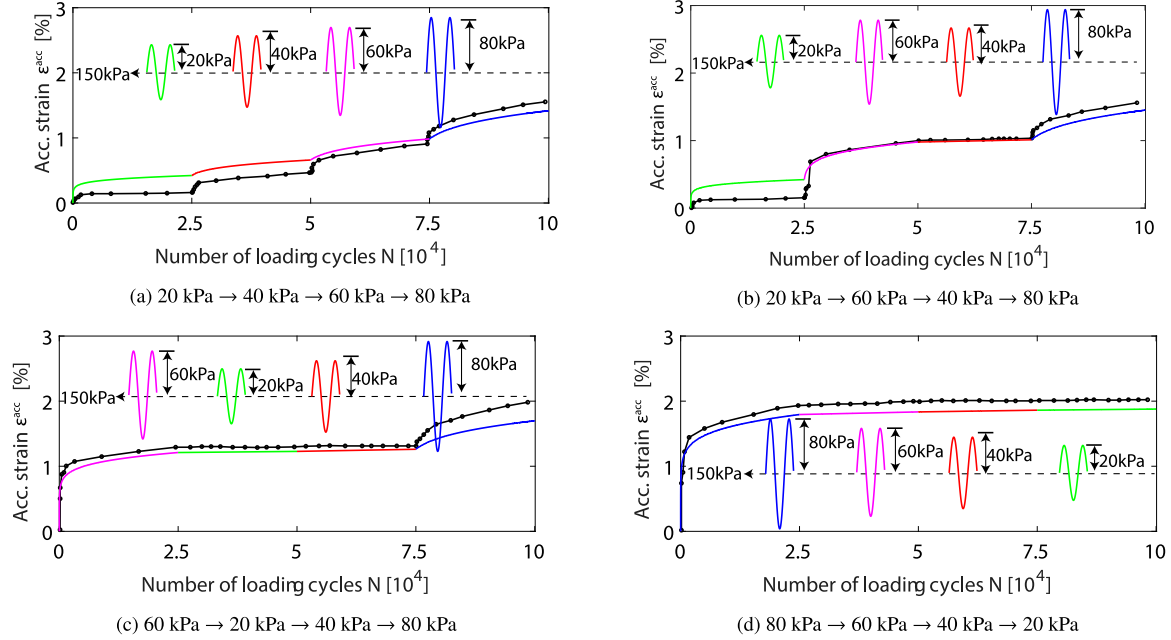 Acc. strain ε^acc [%]
3
2
1
0
150kPa
20kPa
40kPa
60kPa
80kPa
0
2.5
5
7.5
10
Number of loading cycles N [10^4]
(a) 20 kPa → 40 kPa → 60 kPa → 80 kPa
Acc. strain ε^acc [%]
3
2
1
0
150kPa
20kPa
60kPa
40kPa
80kPa
0
2.5
5
7.5
10
Number of loading cycles N [10^4]
(b) 20 kPa → 60 kPa → 40 kPa → 80 kPa
Acc. strain ε^acc [%]
3
2
1
0
150kPa
60kPa
20kPa
40kPa
80kPa
0
2.5
5
7.5
10
Number of loading cycles N [10^4]
(c) 60 kPa → 20 kPa → 40 kPa → 80 kPa
Acc. strain ε^acc [%]
3
2
1
0
150kPa
80kPa
60kPa
40kPa
20kPa
0
2.5
5
7.5
10
Number of loading cycles N [10^4]
(d) 80 kPa → 60 kPa → 40 kPa → 20 kPa